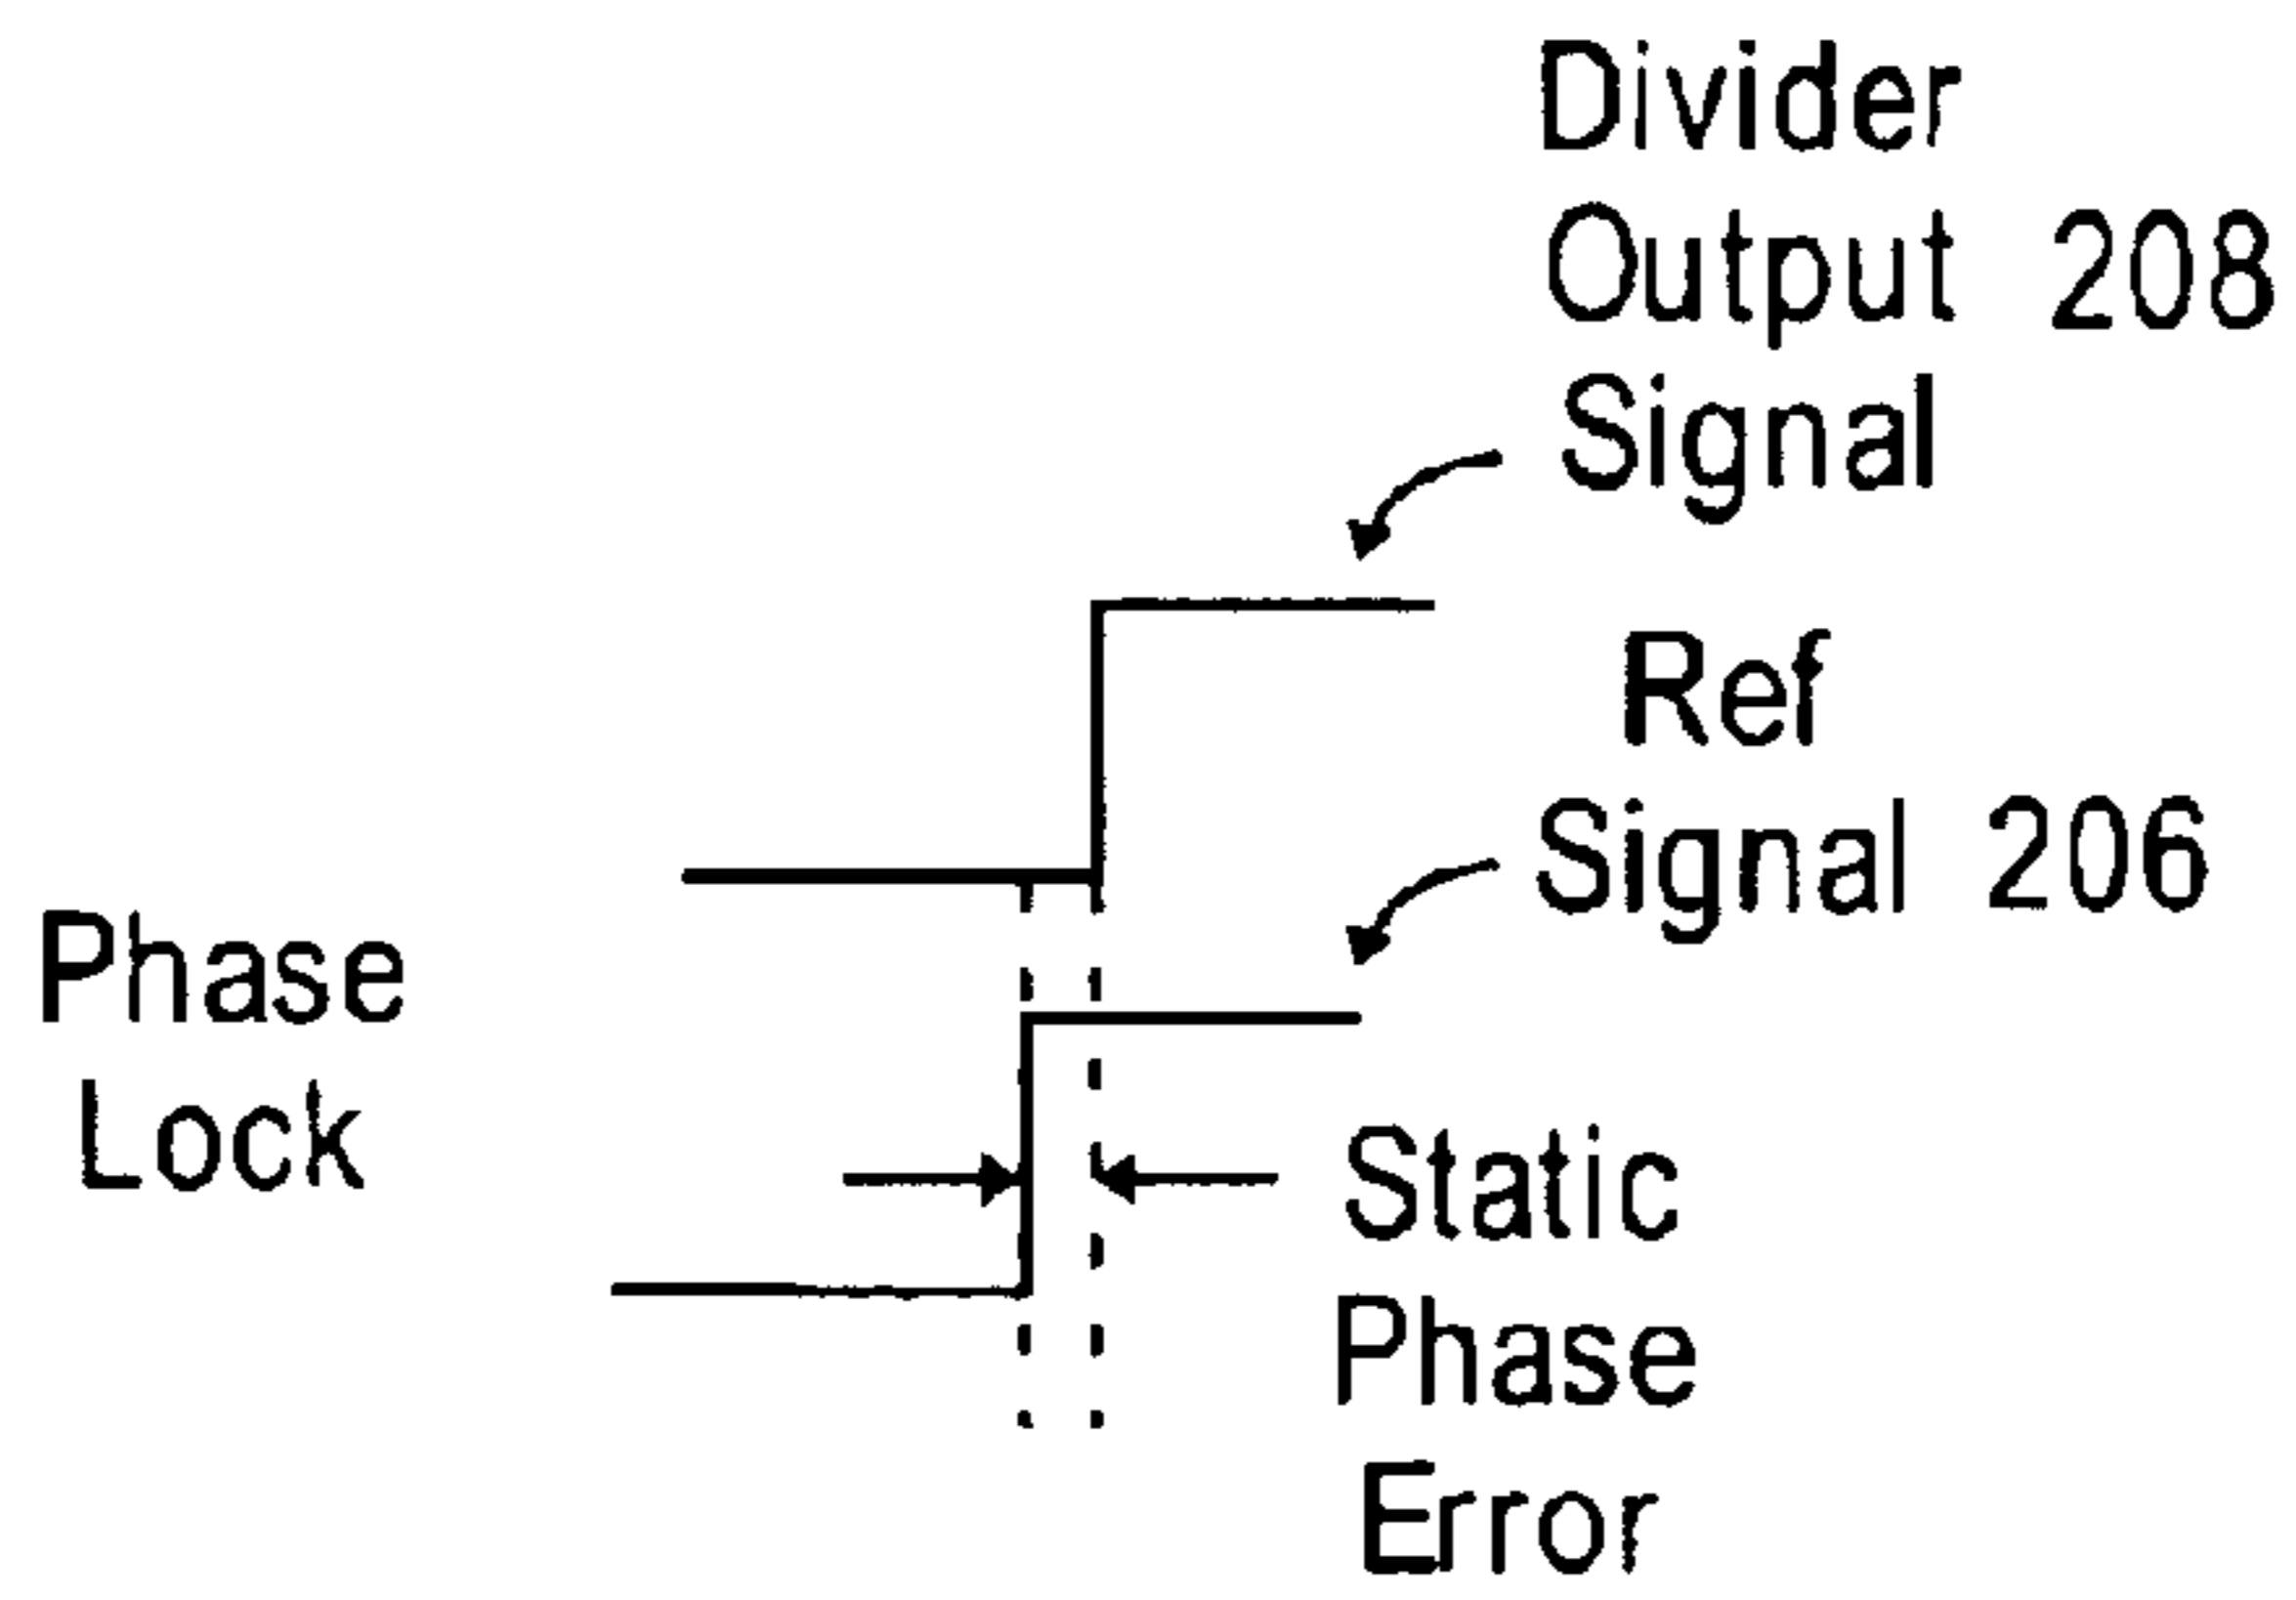 Divider
Output 208
Signal
Ref
Signal 206
Phase
Lock
Static
Phase
Error